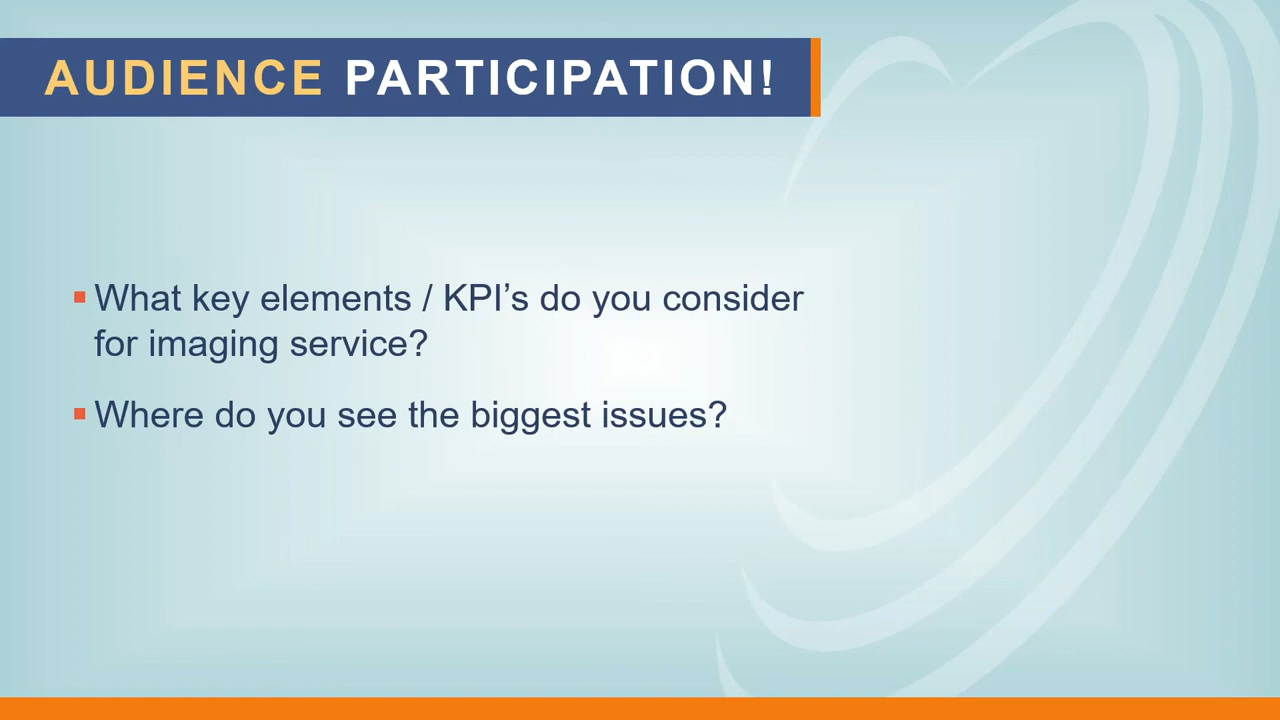 AUDIENCE PARTICIPATION!
What key elements / KPI’s do you consider
for imaging service?
Where do you see the biggest issues?